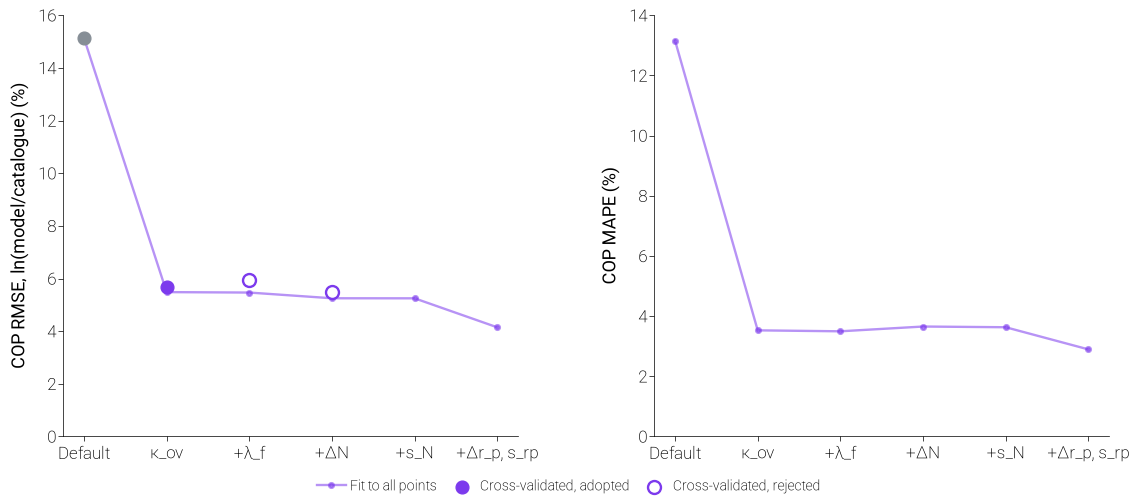 COP RMSE, ln(model/catalogue) (%)
16
14
12
10
8
6
4
2
0
Default
κ_ov
+λ_f
+ΔN
+s_N
+Δr_p, s_rp
COP MAPE (%)
14
12
10
8
6
4
2
0
Default
κ_ov
+λ_f
+ΔN
+s_N
+Δr_p, s_rp
Fit to all points
Cross-validated, adopted
Cross-validated, rejected